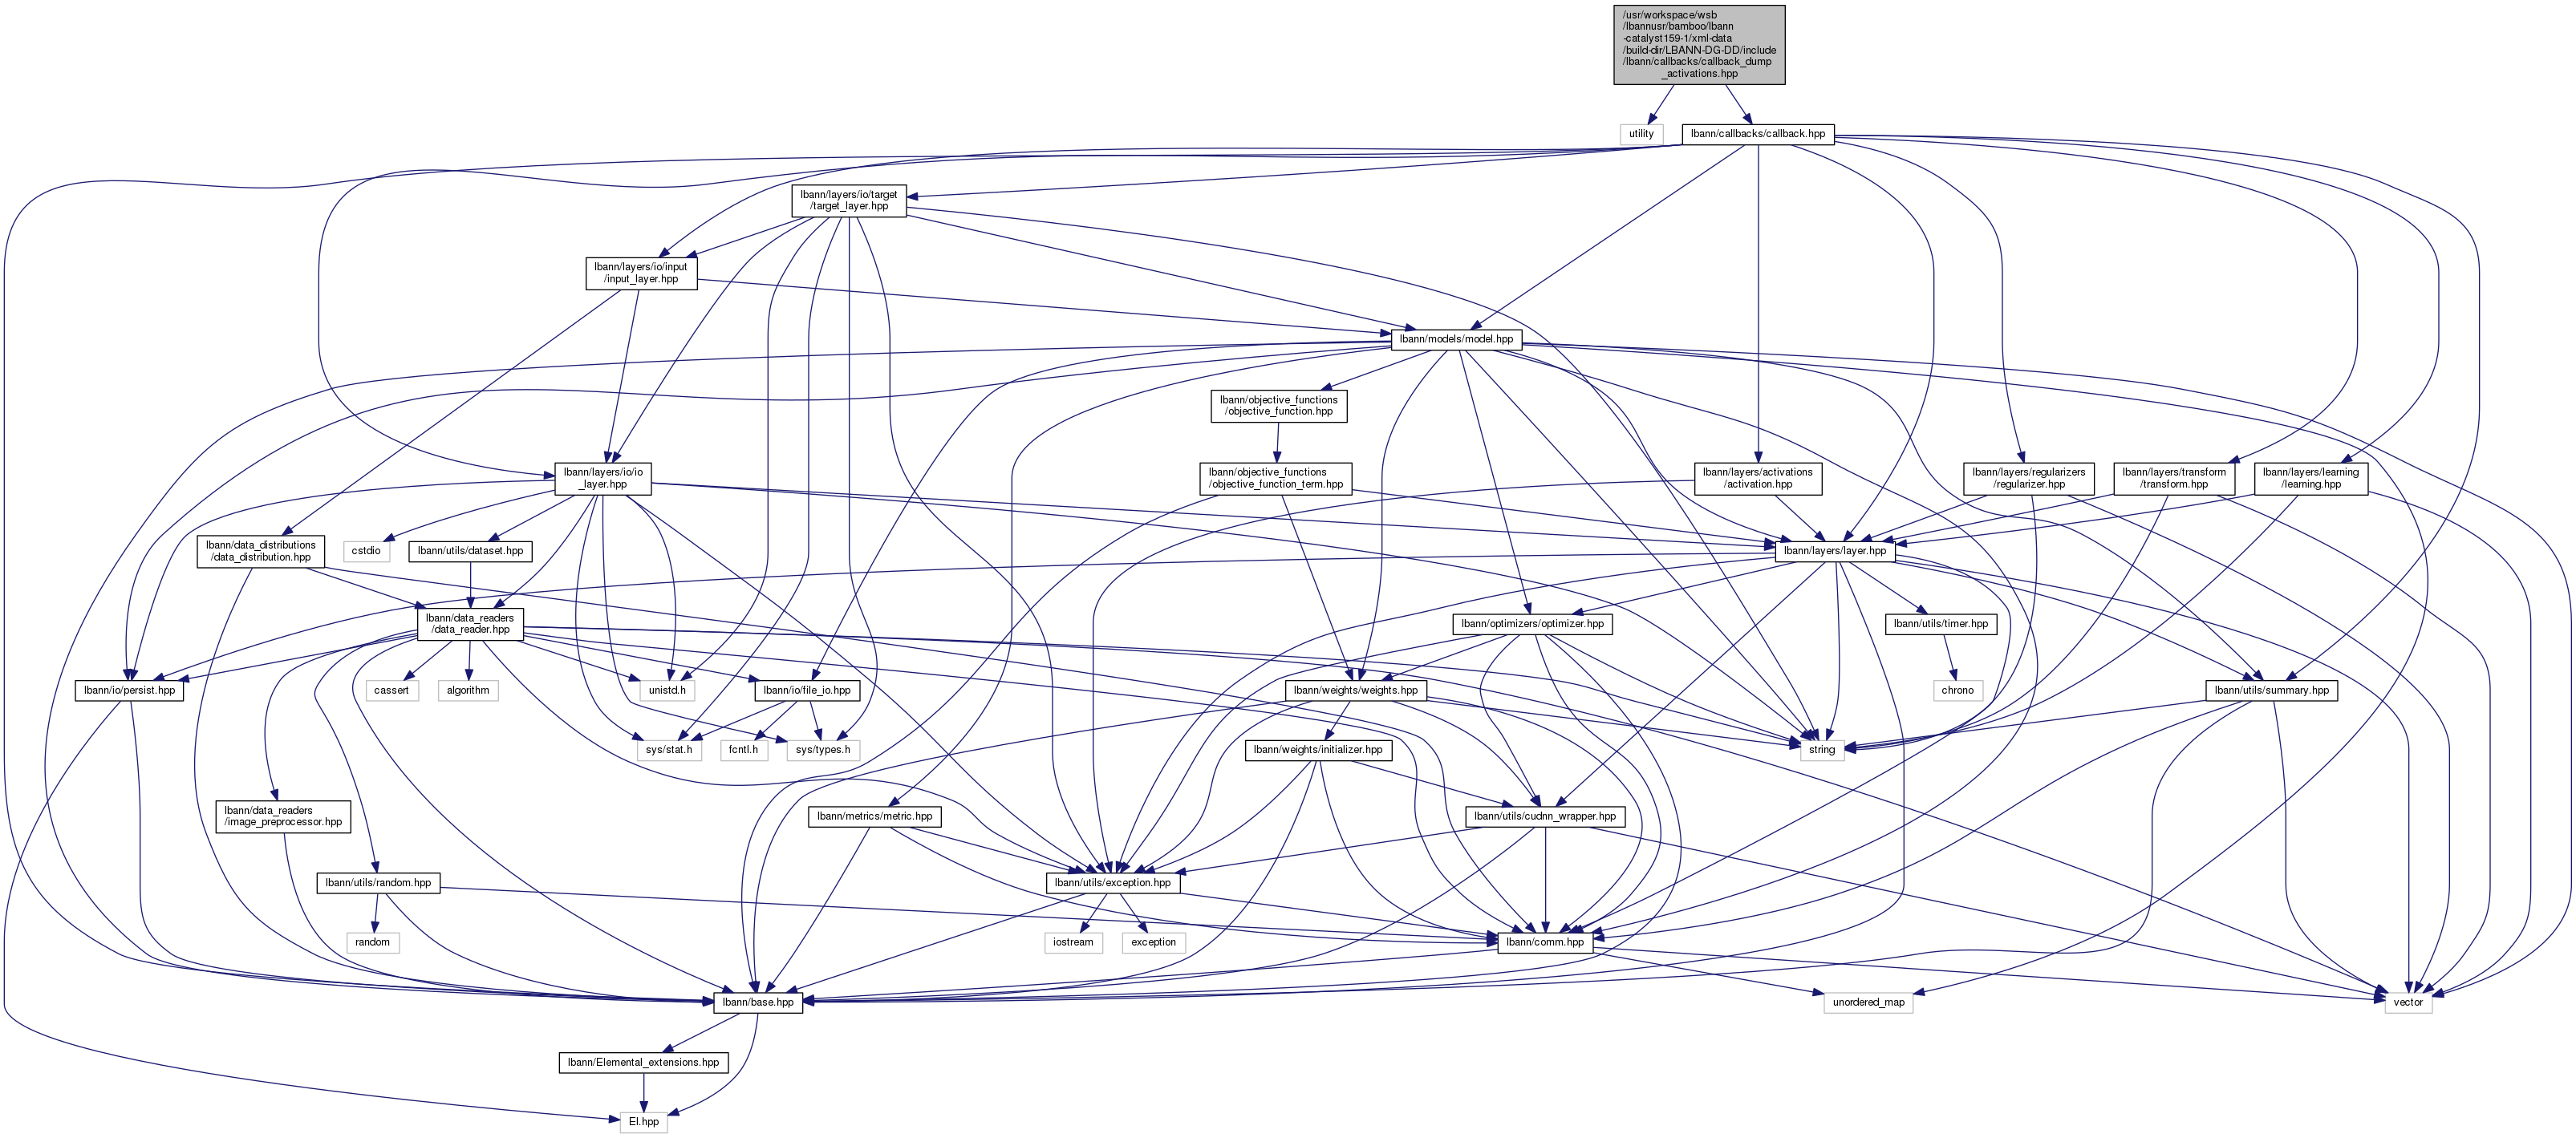 /usr/workspace/wsb
/lbannusr/bamboo/lbann
-catalyst159-1/xml-data
/build-dir/LBANN-DG-DD/include
/lbann/callbacks/callback_dump
_activations.hpp
utility
lbann/callbacks/callback.hpp
lbann/layers/io/target
/target_layer.hpp
lbann/layers/io/input
/input_layer.hpp
lbann/models/model.hpp
lbann/objective_functions
/objective_function.hpp
lbann/layers/io/io
_layer.hpp
lbann/objective_functions
/objective_function_term.hpp
lbann/layers/activations
/activation.hpp
lbann/layers/regularizers
/regularizer.hpp
lbann/layers/transform
/transform.hpp
lbann/layers/learning
/learning.hpp
lbann/data_distributions
/data_distribution.hpp
cstdio
lbann/utils/dataset.hpp
lbann/layers/layer.hpp
lbann/data_readers
/data_reader.hpp
lbann/optimizers/optimizer.hpp
lbann/utils/timer.hpp
lbann/io/persist.hpp
cassert
algorithm
unistd.h
lbann/io/file_io.hpp
lbann/weights/weights.hpp
chrono
lbann/utils/summary.hpp
sys/stat.h
fcntl.h
sys/types.h
lbann/weights/initializer.hpp
string
lbann/data_readers
/image_preprocessor.hpp
lbann/metrics/metric.hpp
lbann/utils/cudnn_wrapper.hpp
lbann/utils/random.hpp
lbann/utils/exception.hpp
random
iostream
exception
lbann/comm.hpp
lbann/base.hpp
unordered_map
vector
lbann/Elemental_extensions.hpp
El.hpp